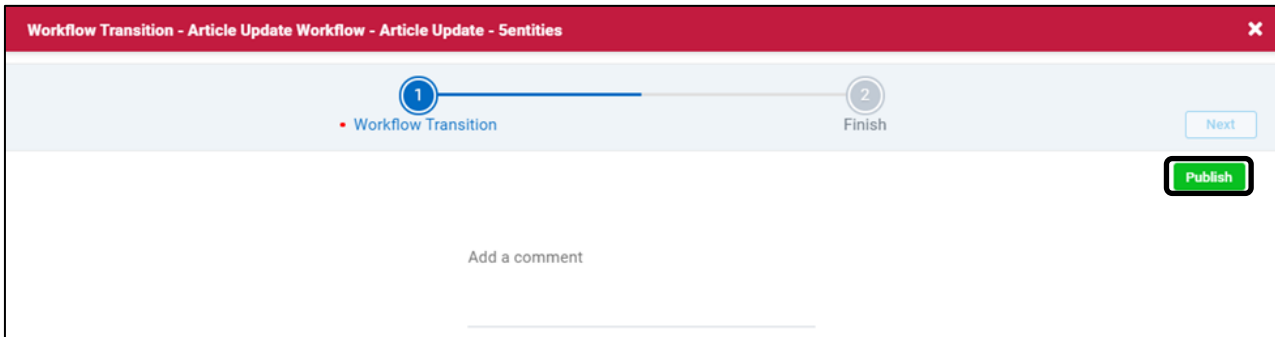 Workflow Transition - Article Update Workflow - Article Update - 5entities
1
2
• Workflow Transition
Finish
Next
Publish
Add a comment